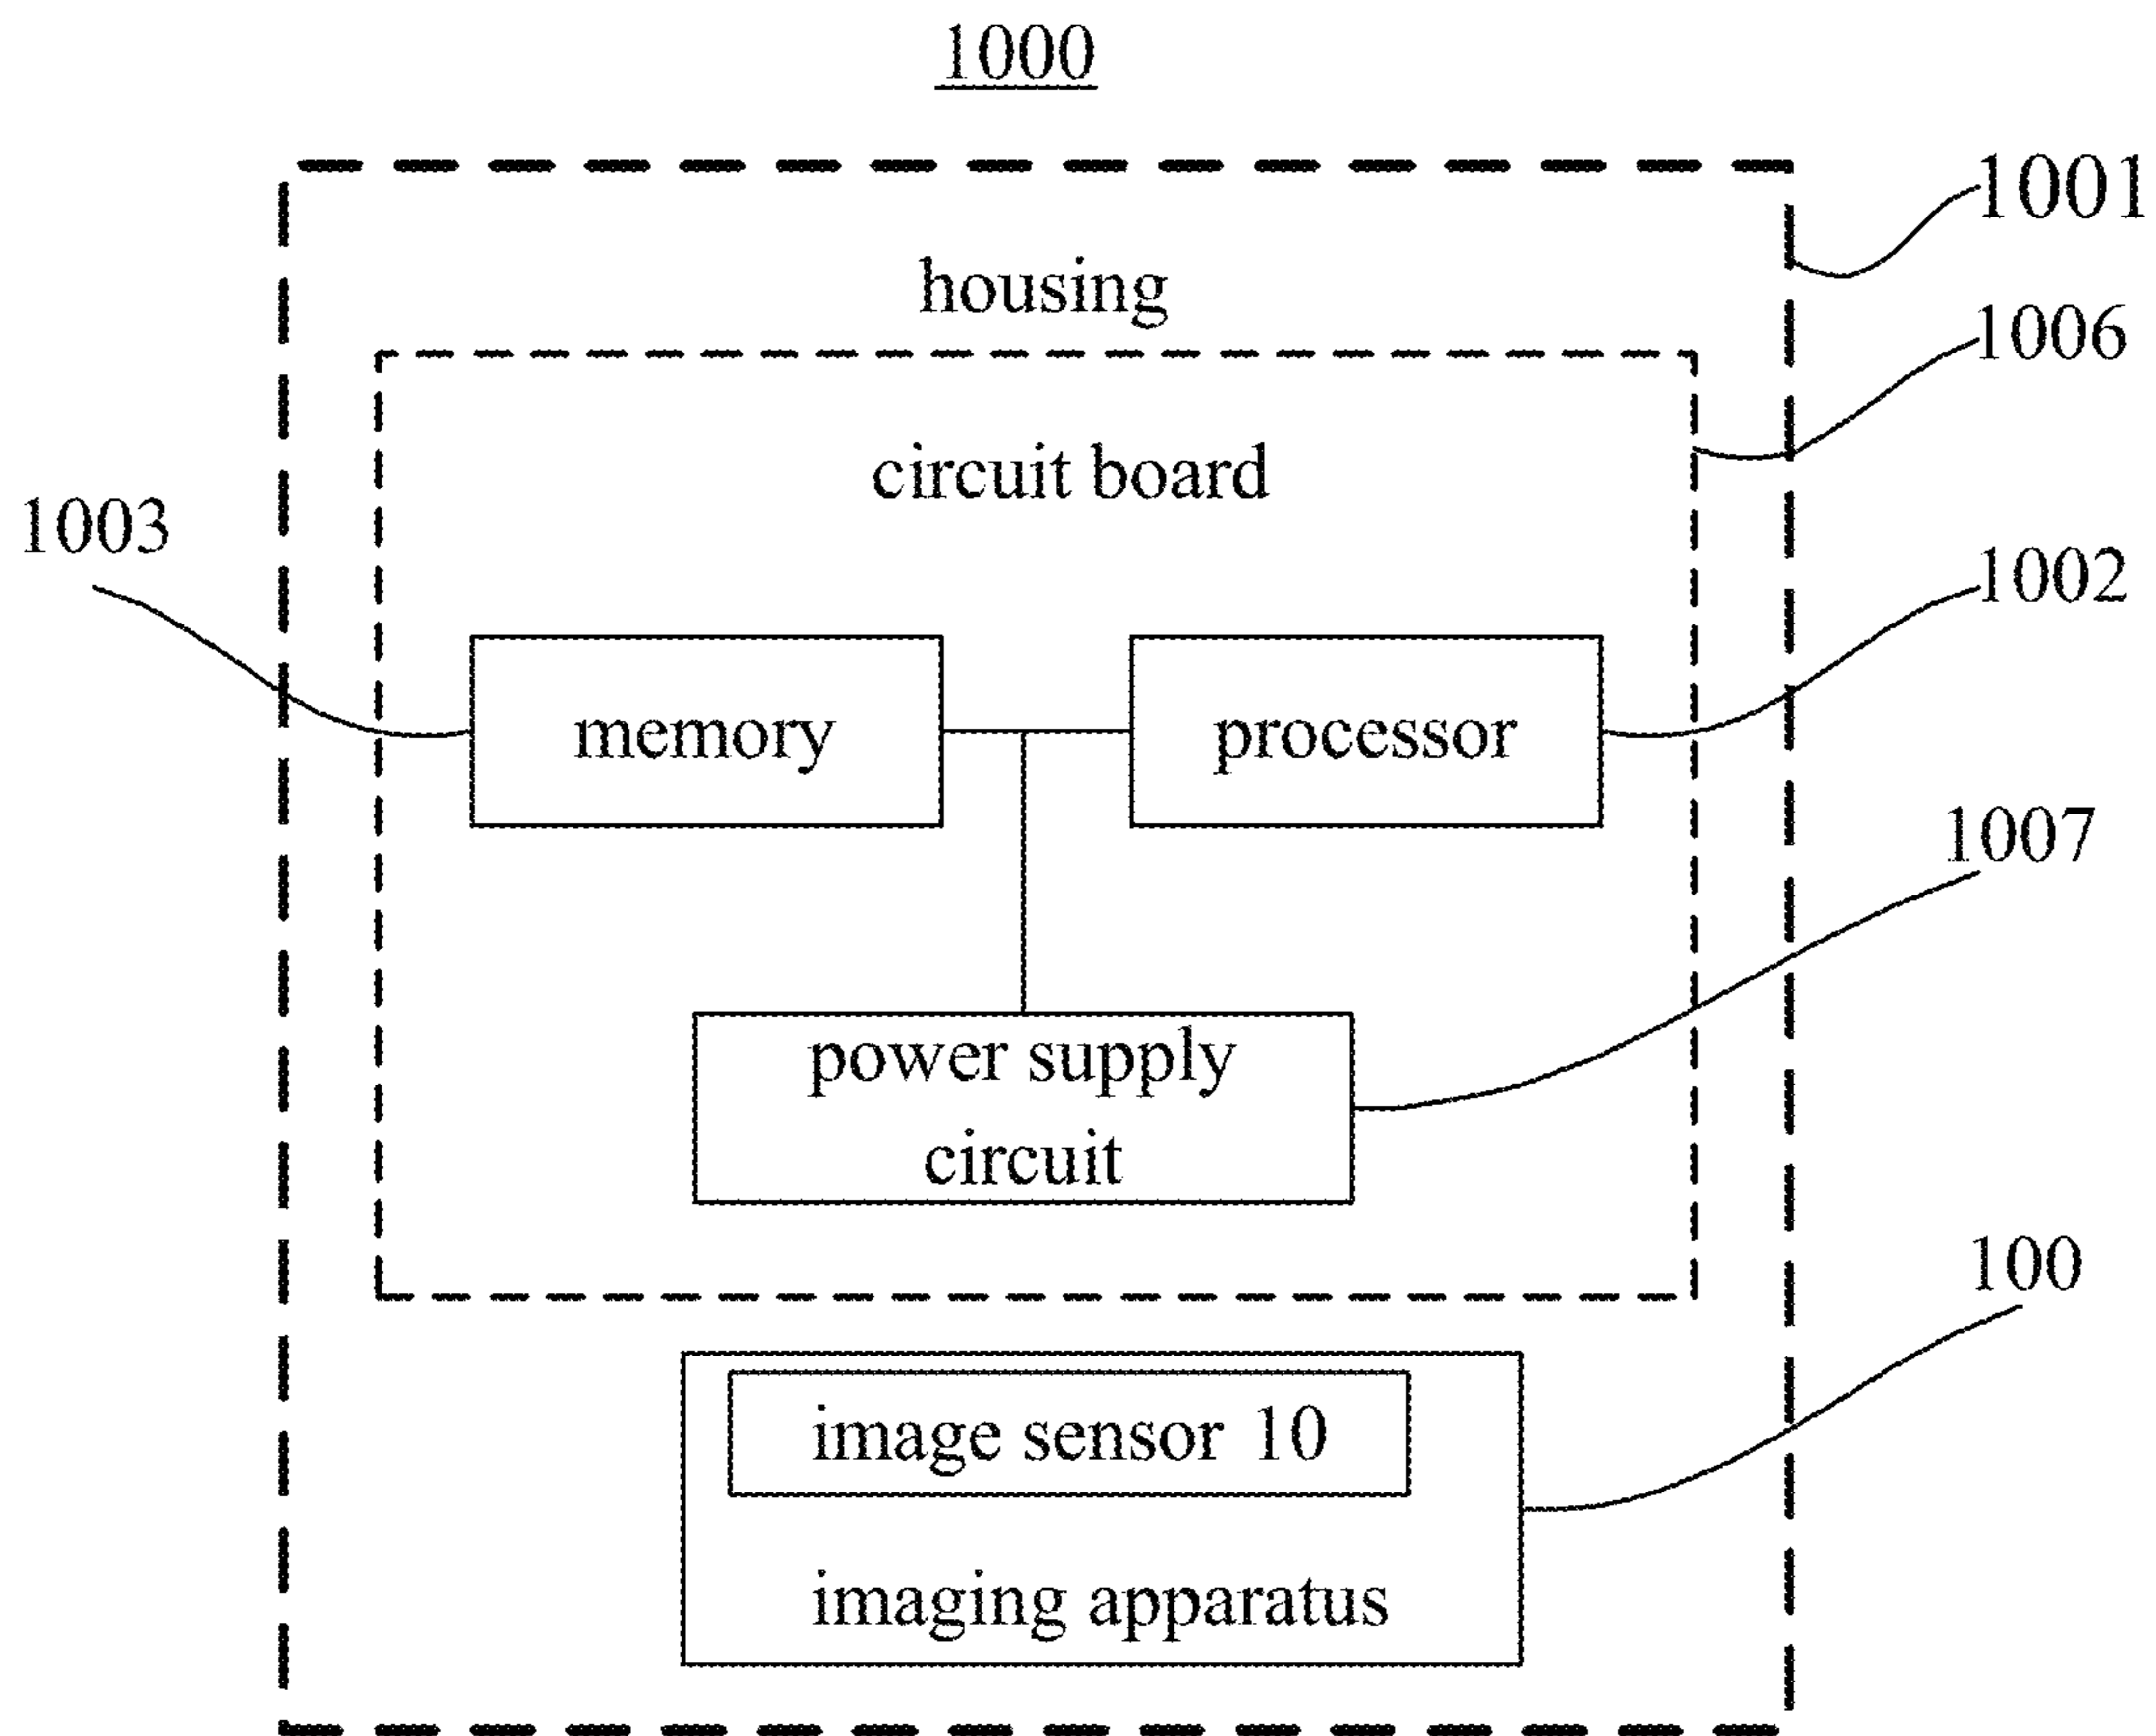 1000
1001
housing
1006
circuit board
1003
1002
memory
processor
1007
power supply
circuit
100
image sensor 10
imaging apparatus